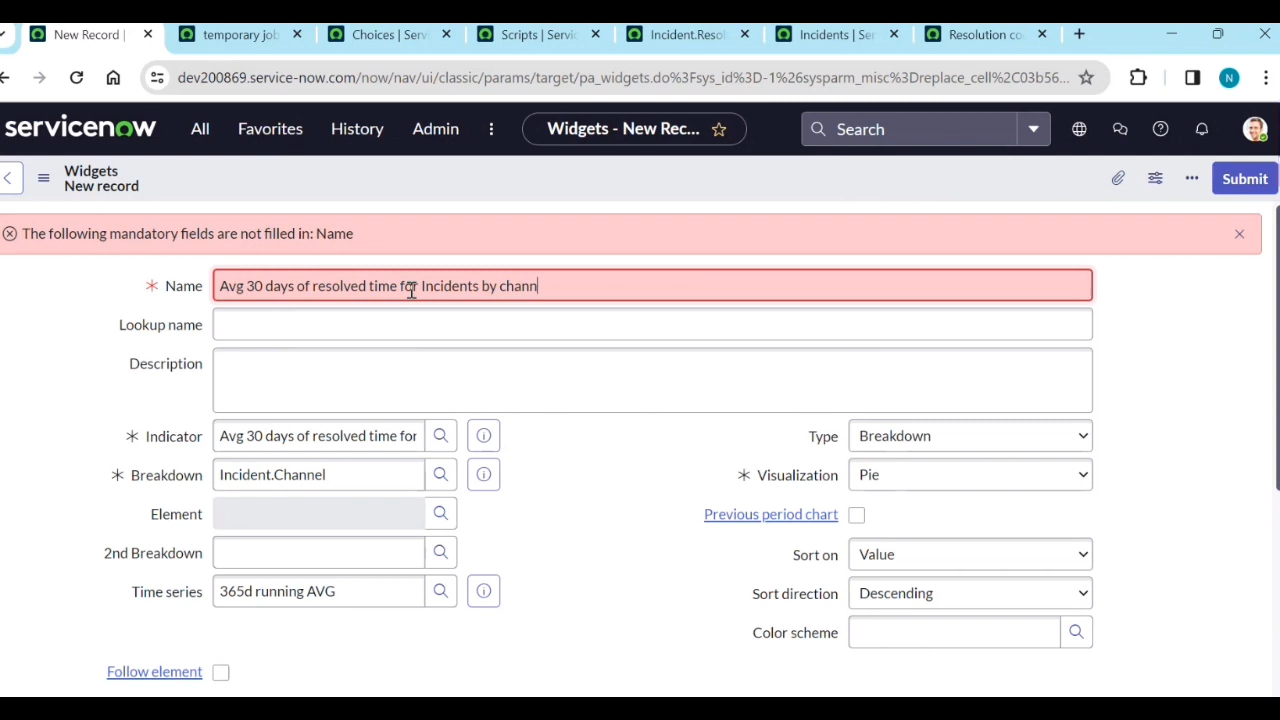 New Record |
temporary job
Choices | Servi
Scripts | Servic
Incident.Resol
Incidents | Ser
Resolution co
dev200869.service-now.com/now/nav/ui/classic/params/target/pa_widgets.do%3Fsys_id%3D-1%26sysparm_misc%3Dreplace_cell%2C03b56...
N
servicenow
All
Favorites
History
Admin
Widgets - New Rec...
Search
Widgets
New record
Submit
The following mandatory fields are not filled in: Name
* Name
Avg 30 days of resolved time for Incidents by chann
Lookup name
Description
* Indicator
Avg 30 days of resolved time for
Type
Breakdown
* Breakdown
Incident.Channel
* Visualization
Pie
Element
Previous period chart
2nd Breakdown
Sort on
Value
Time series
365d running AVG
Sort direction
Descending
Color scheme
Follow element